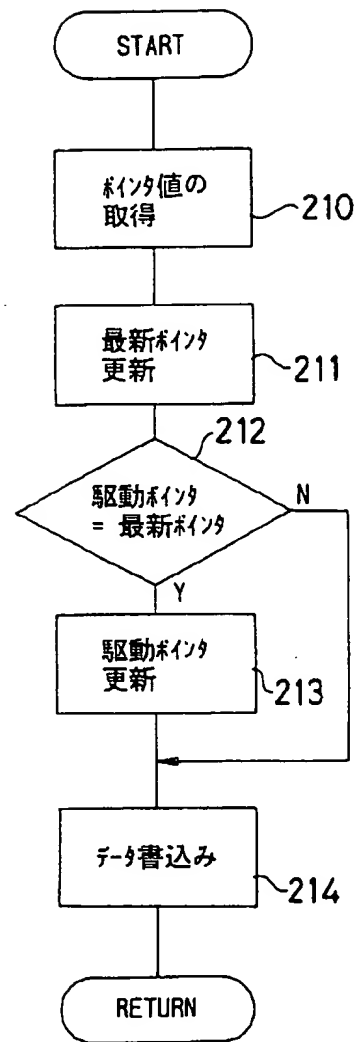 START
ﾎﾟｲﾝﾀ値の
取得
210
最新ﾎﾟｲﾝﾀ
更新
211
212
駆動ﾎﾟｲﾝﾀ
= 最新ﾎﾟｲﾝﾀ
N
Y
駆動ﾎﾟｲﾝﾀ
更新
213
ﾃﾞｰﾀ書込み
214
RETURN